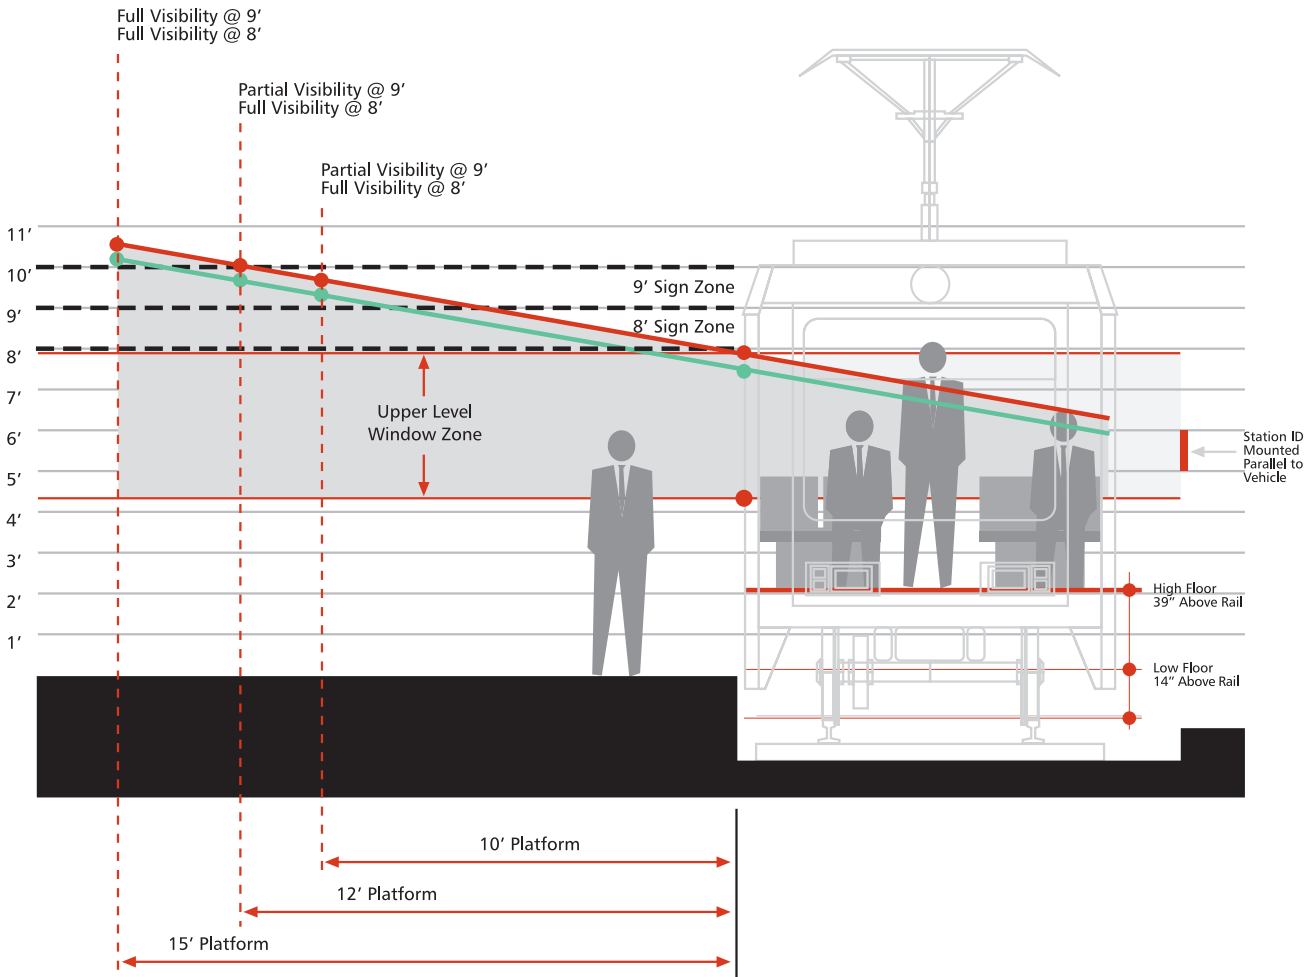 Full Visibility @ 9’
Full Visibility @ 8’
Partial Visibility @ 9’
Full Visibility @ 8’
Partial Visibility @ 9’
Full Visibility @ 8’
11’
10’
9’ Sign Zone
9’
8’ Sign Zone
8’
7’
Upper Level
Window Zone
6’
Station ID
Mounted
Parallel to
Vehicle
5’
4’
3’
2’
High Floor
39” Above Rail
1’
Low Floor
14” Above Rail
10’ Platform
12’ Platform
15’ Platform